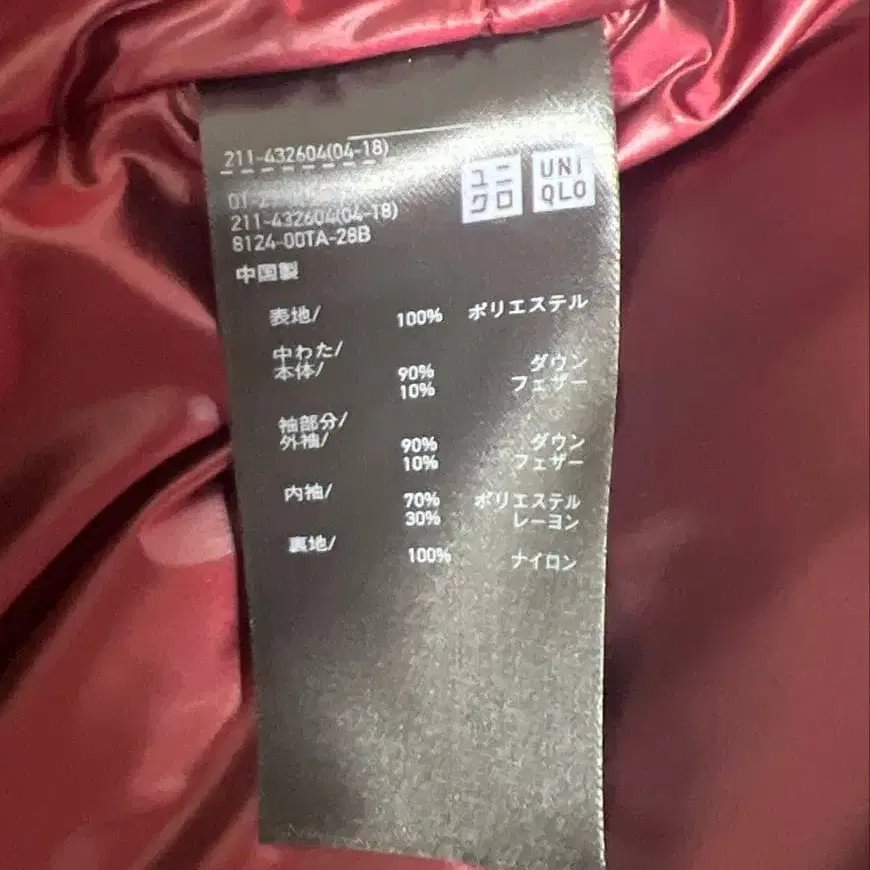 211-432604(04-18)
ユニ
クロ
UNI
QLO
211-432604(04-18)
8124-00TA-28B
中国製
表地/ 100% ポリエステル
中わた/
本体/ 90% ダウン
10% フェザー
袖部分/
外袖/ 90% ダウン
10% フェザー
内袖/ 70% ポリエステル
30% レーヨン
裏地/ 100% ナイロン